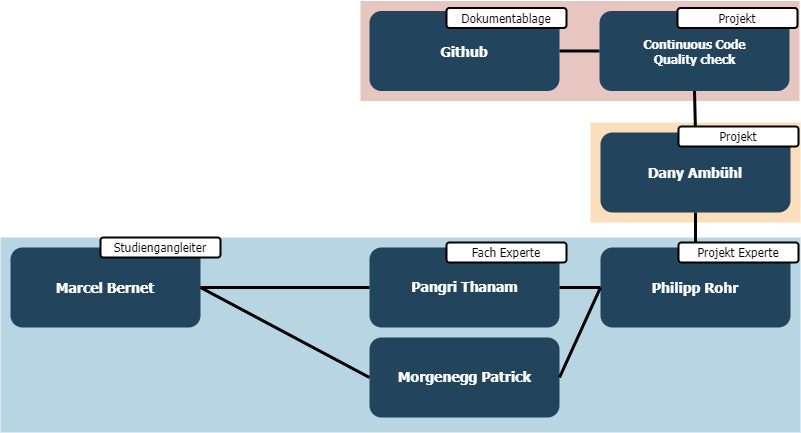 Dokumentablage
Github
Projekt
Continuous Code
Quality check
Projekt
Dany Ambühl
Studiengangleiter
Marcel Bernet
Fach Experte
Pangri Thanam
Projekt Experte
Philipp Rohr
Morgenegg Patrick